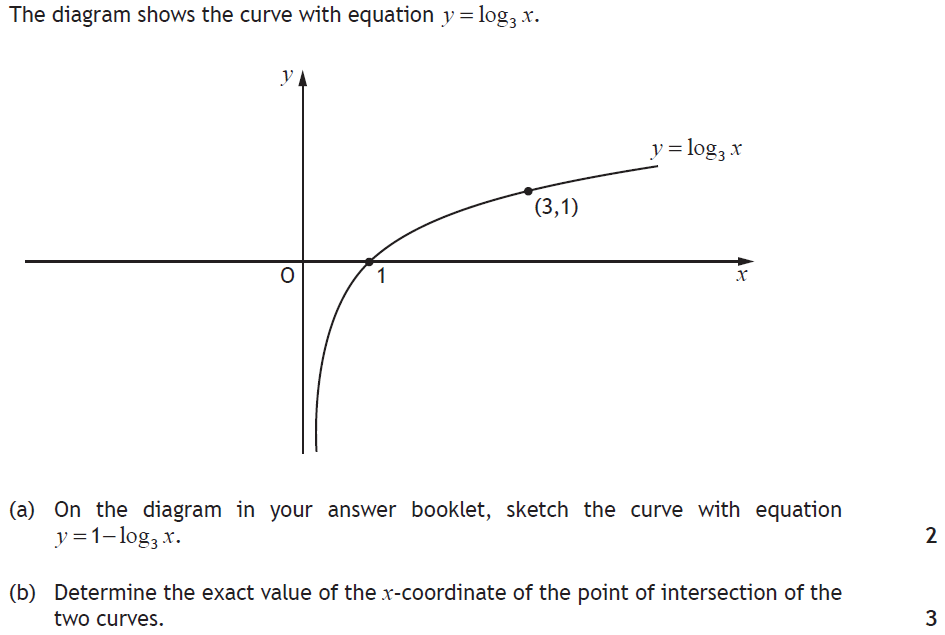 The diagram shows the curve with equation y = log₃ x.
y
y = log₃ x
(3,1)
O
1
x
(a) On the diagram in your answer booklet, sketch the curve with equation
y = 1 – log₃ x.
2
(b) Determine the exact value of the x-coordinate of the point of intersection of the
two curves.
3